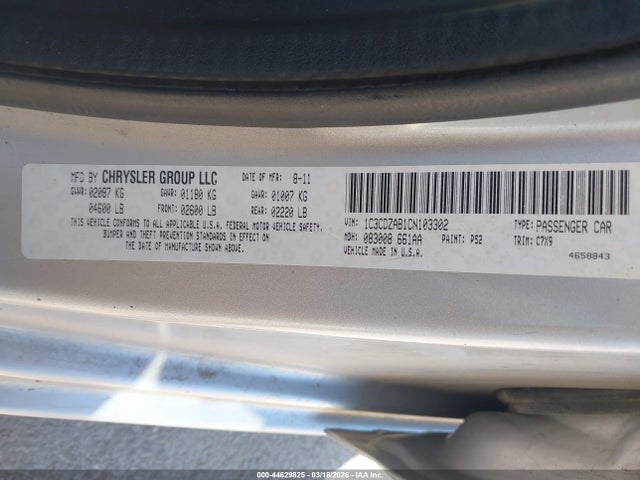 MFD BY CHRYSLER GROUP LLC DATE OF MFR: 8-11
GVWR: 02087 KG GAWR: 01180 KG GAWR: 01007 KG
04600 LB FRONT: 02600 LB REAR: 02220 LB
THIS VEHICLE CONFORMS TO ALL APPLICABLE U.S.A. FEDERAL MOTOR VEHICLE SAFETY,
BUMPER AND THEFT PREVENTION STANDARDS IN EFFECT ON
THE DATE OF MANUFACTURE SHOWN ABOVE.
VIN: 1C3CDZAB1CN103302 TYPE: PASSENGER CAR
MDH: 083008 661AA PAINT: PS2 TRIM: C7X9
VEHICLE MADE IN U.S.A. 4658843
000-44629825 | 03/18/2026 | IAAI.COM